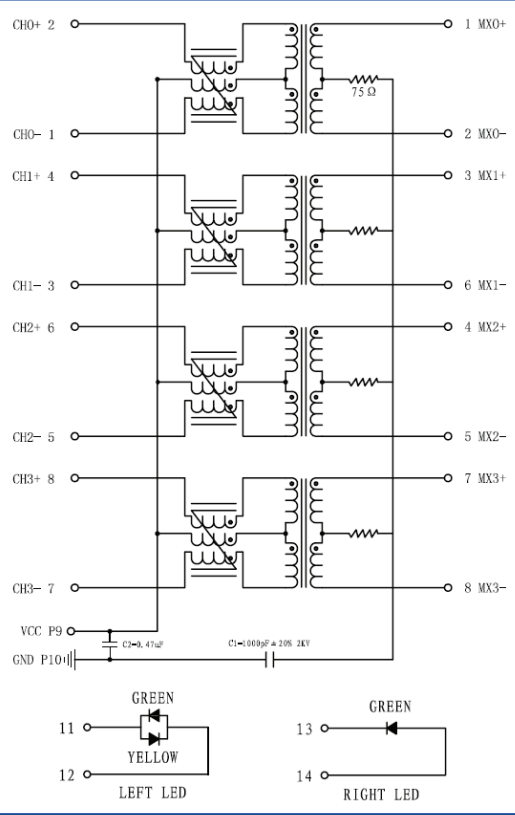 CH0+ 2
1 MX0+
75Ω
CH0- 1
2 MX0-
CH1+ 4
3 MX1+
CH1- 3
6 MX1-
CH2+ 6
4 MX2+
CH2- 5
5 MX2-
CH3+ 8
7 MX3+
CH3- 7
8 MX3-
VCC P9
C2=0.47uF
C1=1000pF±20% 2KV
GND P10
GREEN
11
YELLOW
12
LEFT LED
GREEN
13
14
RIGHT LED